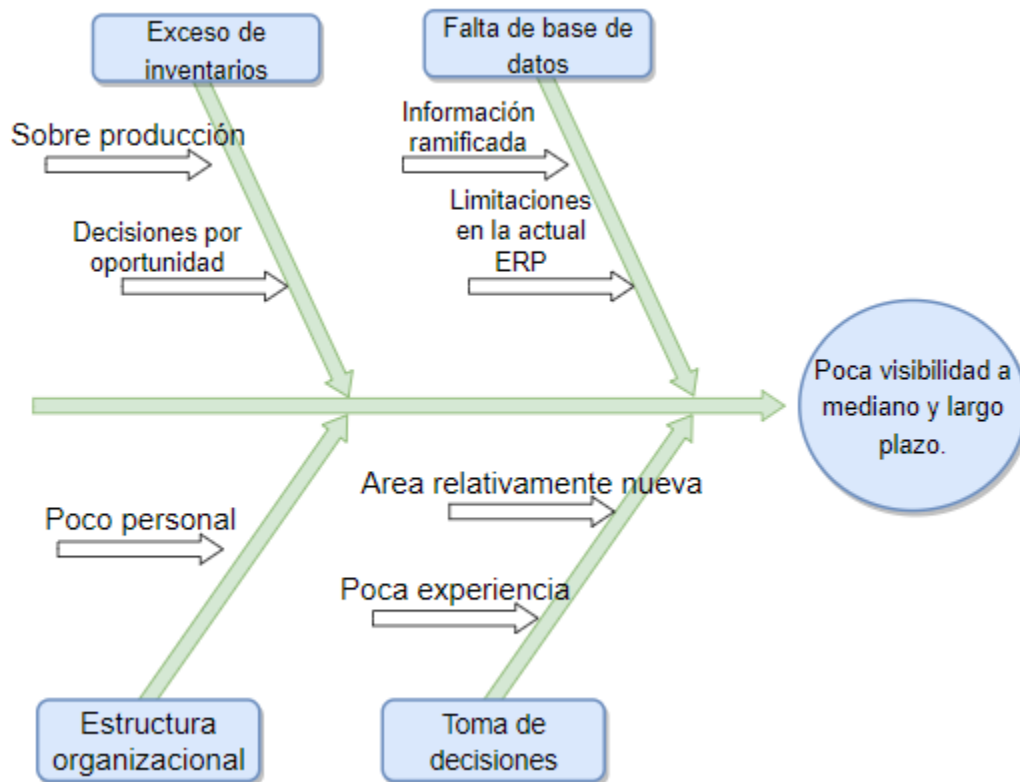 Exceso de
inventarios
Falta de base de
datos
Sobre producción
Decisiones por
oportunidad
Información
ramificada
Limitaciones
en la actual
ERP
Poca visibilidad a
mediano y largo
plazo.
Poco personal
Area relativamente nueva
Poca experiencia
Estructura
organizacional
Toma de
decisiones